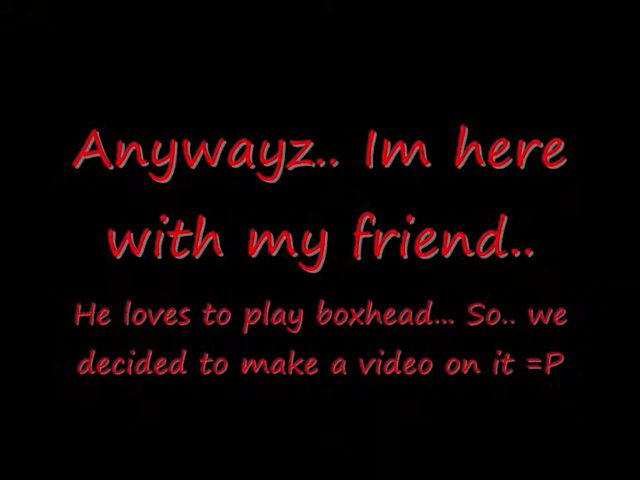 Anywayz.. Im here
with my friend..
He loves to play boxhead... So.. we
decided to make a video on it =P